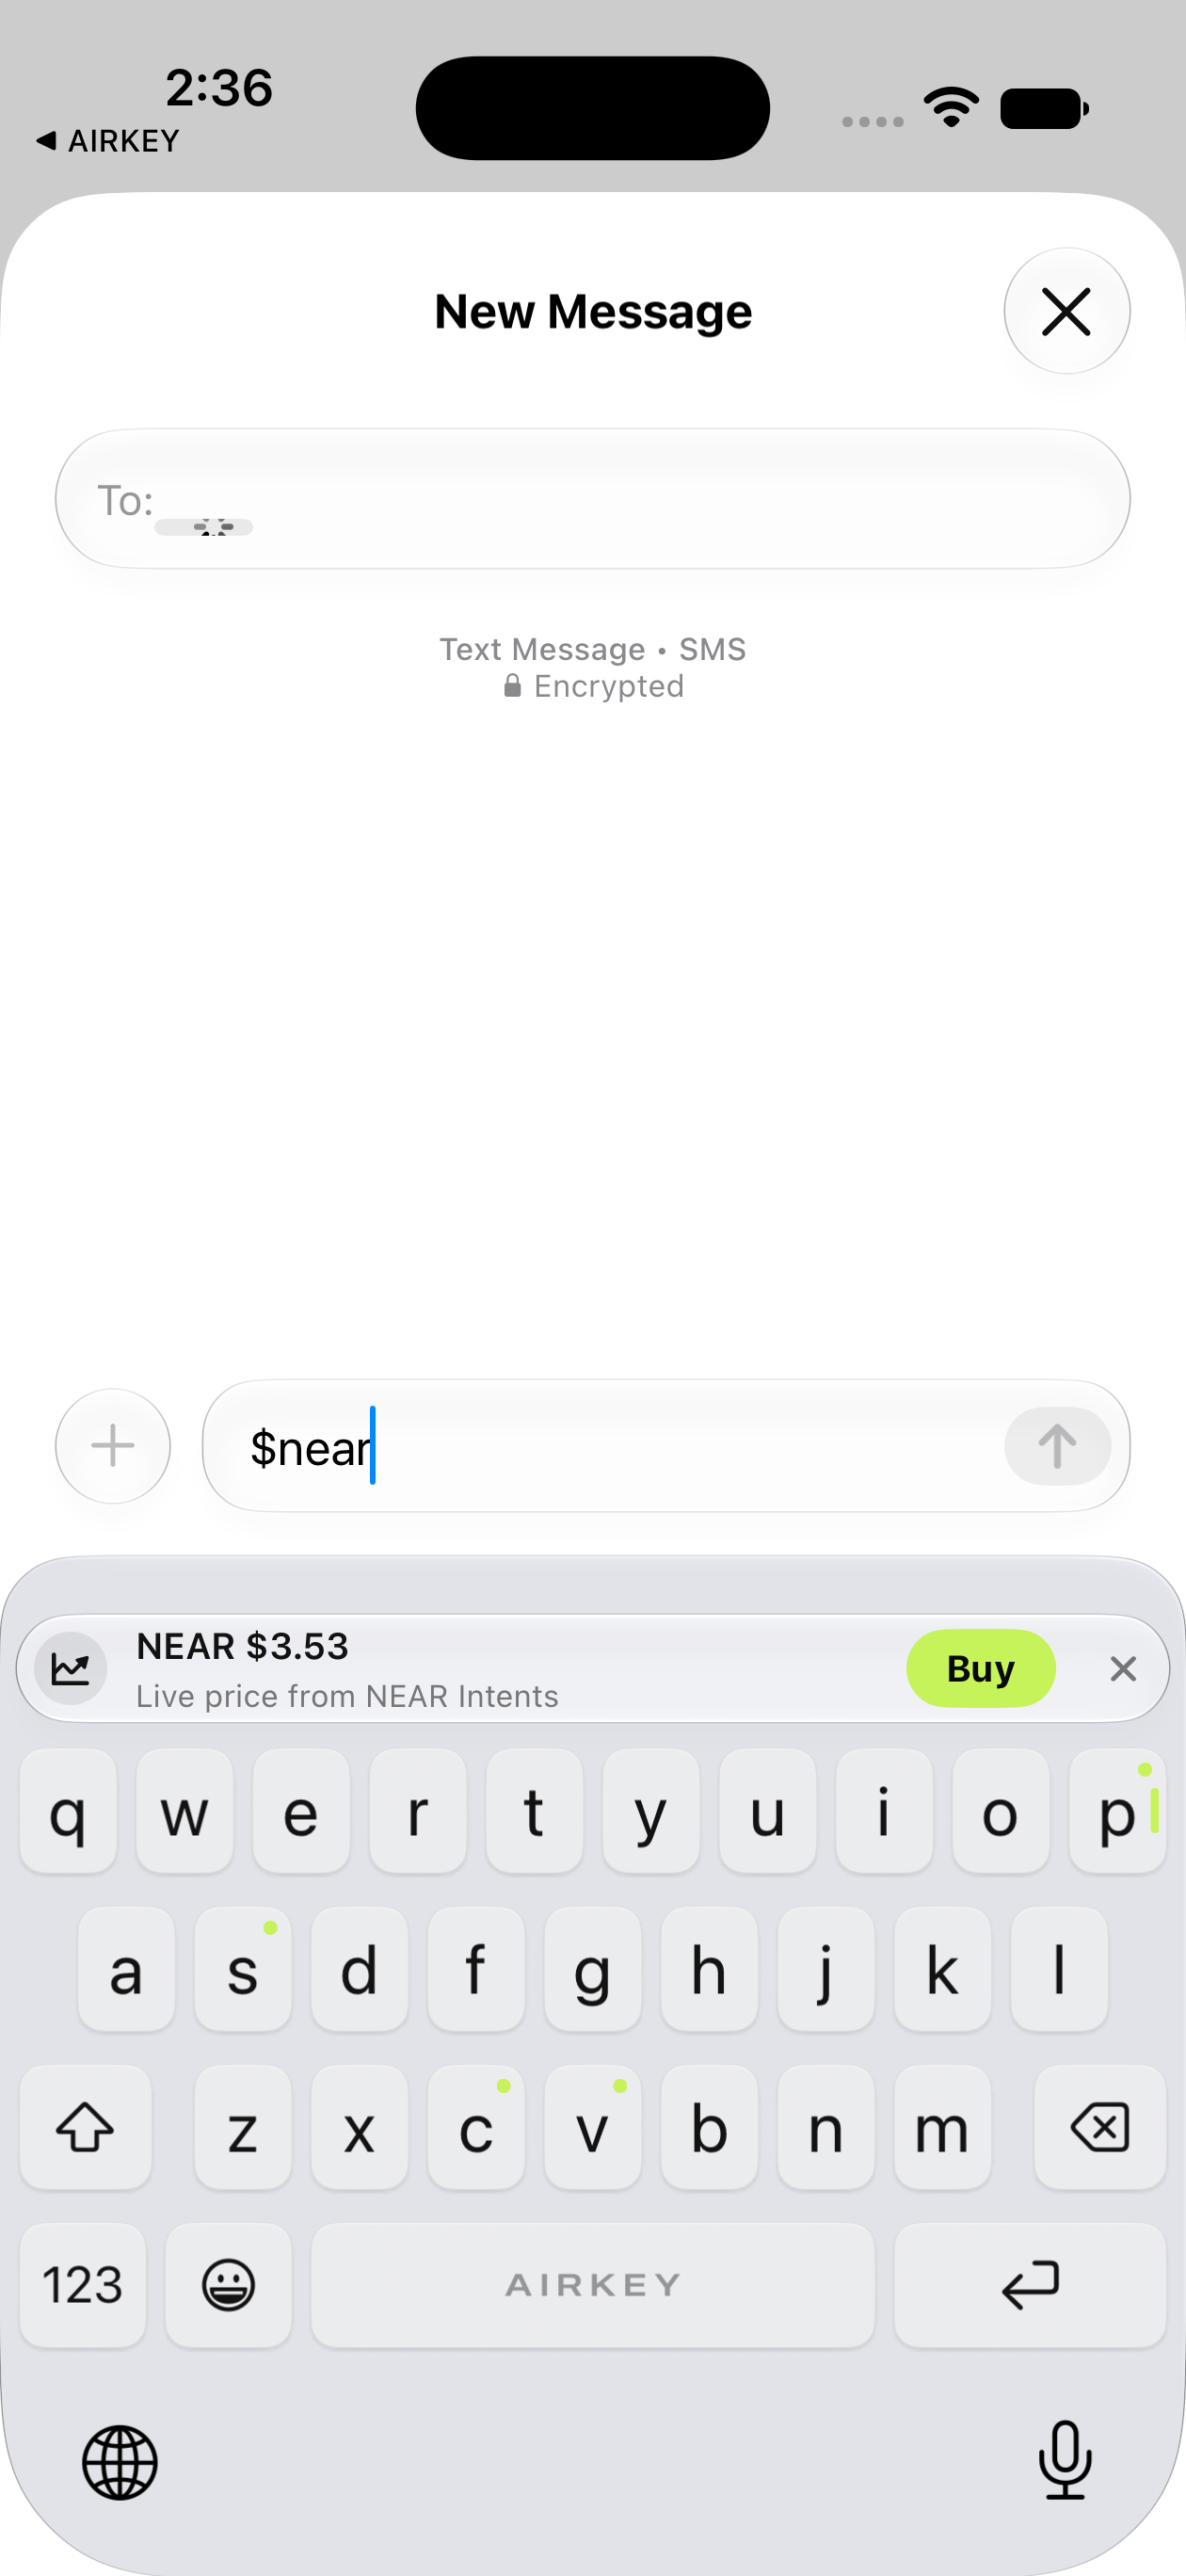 2:36
AIRKEY
New Message
To:
Text Message • SMS
Encrypted
$near
NEAR $3.53
Live price from NEAR Intents
Buy
q w e r t y u i o p
a s d f g h j k l
z x c v b n m
123
AIRKEY